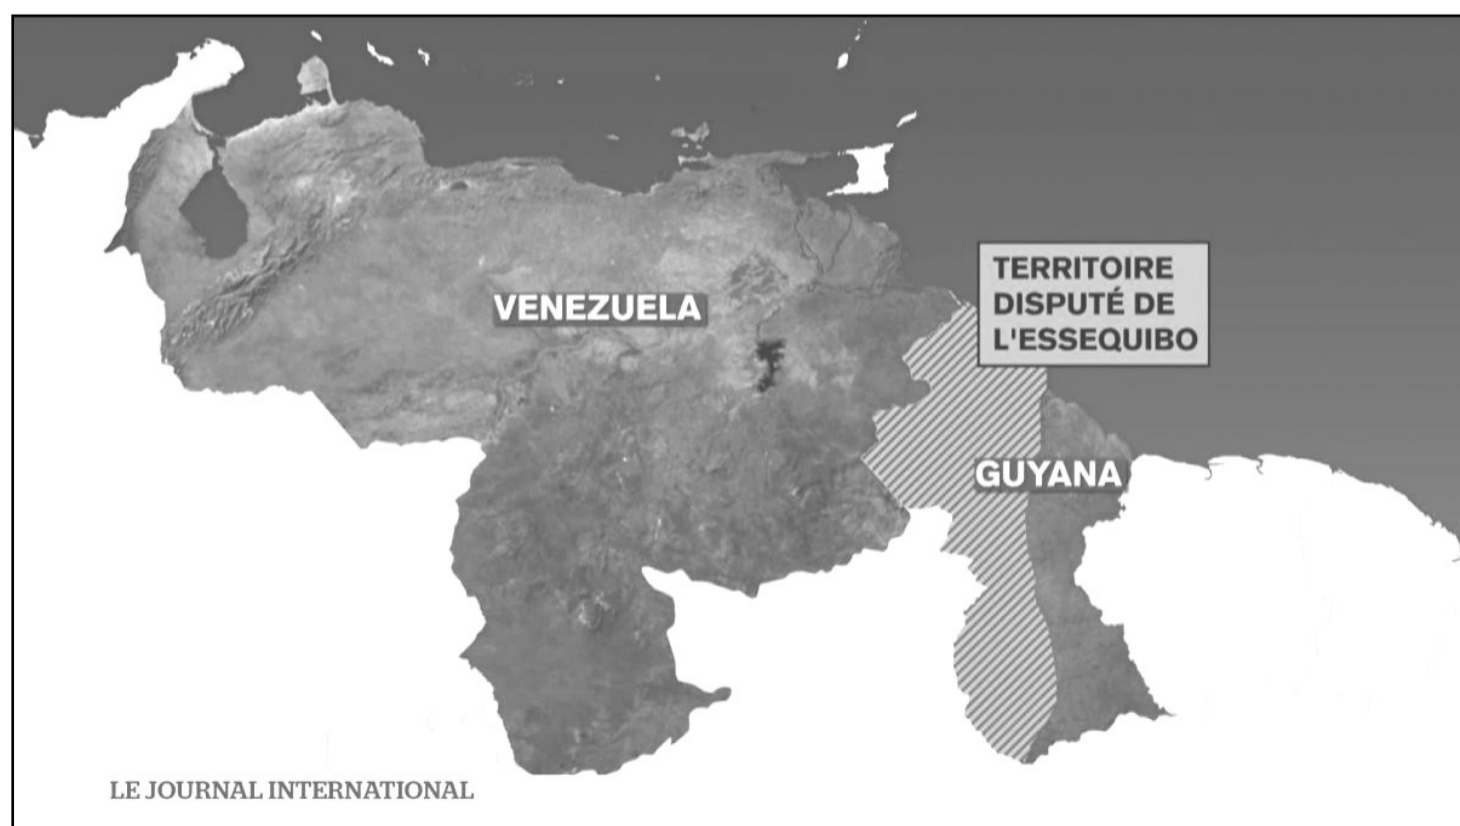 TERRITOIRE
DISPUTÉ DE
L'ESSEQUIBO
VENEZUELA
GUYANA
LE JOURNAL INTERNATIONAL